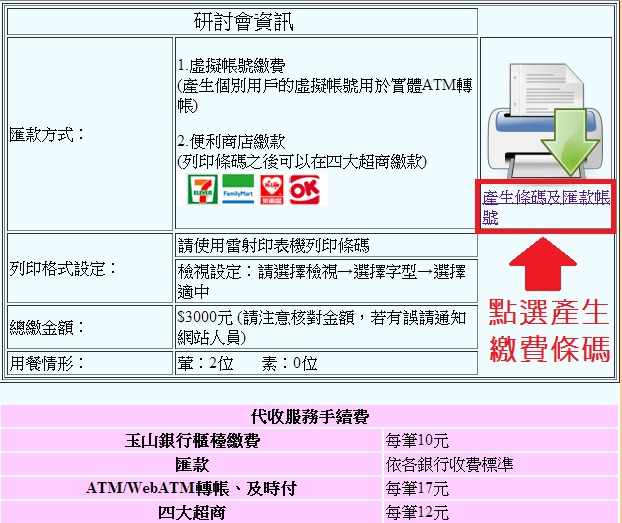 研討會資訊
匯款方式：
1.虛擬帳號繳費
(產生個別用戶的虛擬帳號用於實體ATM轉
帳)
2.便利商店繳款
(列印條碼之後可以在四大超商繳款)
7 ELEVEN FamilyMart Hi-Life 萊爾富 OK
產生條碼及匯款帳
號
點選產生
繳費條碼
列印格式設定：
請使用雷射印表機列印條碼
檢視設定：請選擇檢視→選擇字型→選擇
適中
總繳金額：
$3000元 (請注意核對金額，若有誤請通知
網站人員)
用餐情形：
葷：2位 素：0位
代收服務手續費
玉山銀行櫃檯繳費 每筆10元
匯款 依各銀行收費標準
ATM/WebATM轉帳、及時付 每筆17元
四大超商 每筆12元